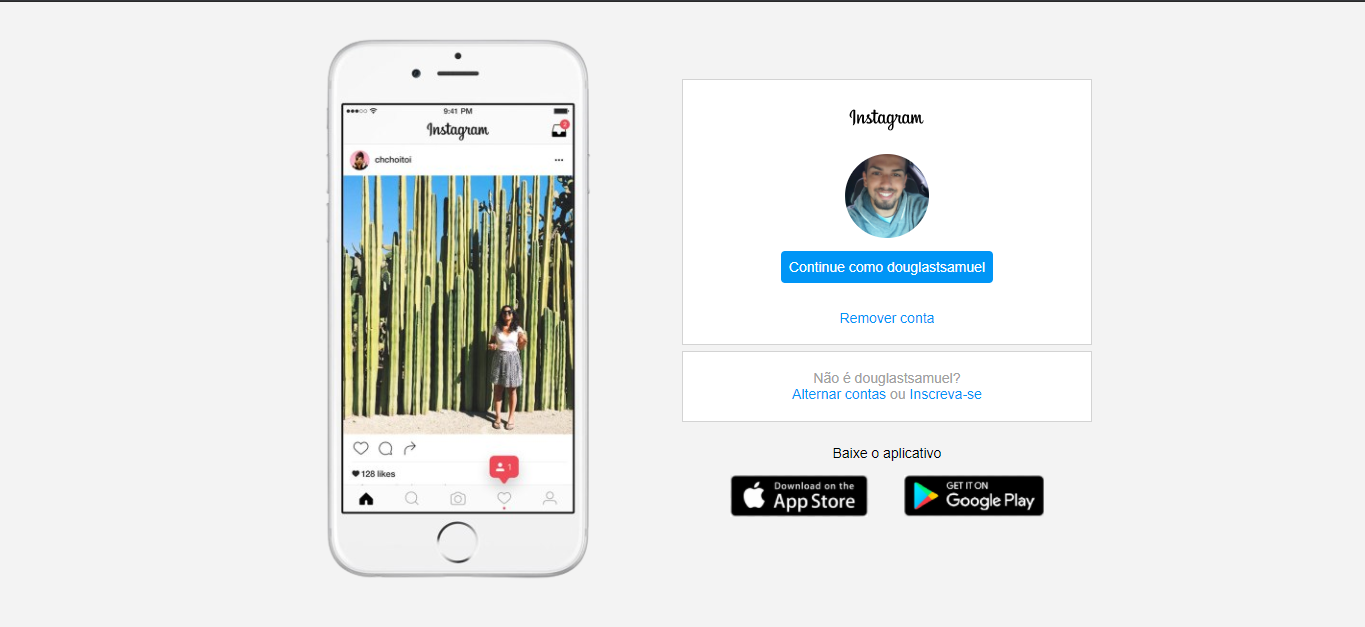 9:41 PM
Instagram
2
chchoitoi
128 likes
1
Instagram
Continue como douglastsamuel
Remover conta
Não é douglastsamuel?
Alternar contas ou Inscreva-se
Baixe o aplicativo
Download on the
App Store
GET IT ON
Google Play